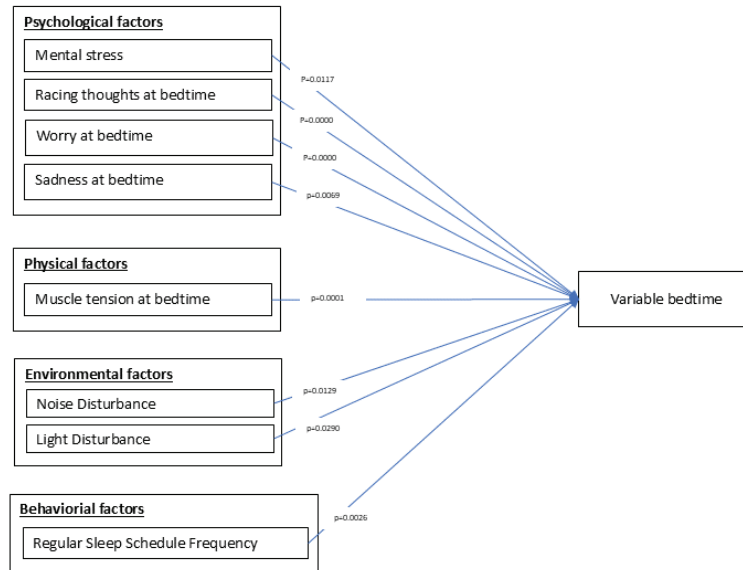 Psychological factors
Mental stress
P=0.0117
Racing thoughts at bedtime
P=0.0000
Worry at bedtime
P=0.0000
Sadness at bedtime
p=0.0069
Physical factors
Muscle tension at bedtime
p=0.0001
Variable bedtime
Environmental factors
Noise Disturbance
p=0.0129
Light Disturbance
p=0.0290
Behaviorial factors
p=0.0026
Regular Sleep Schedule Frequency